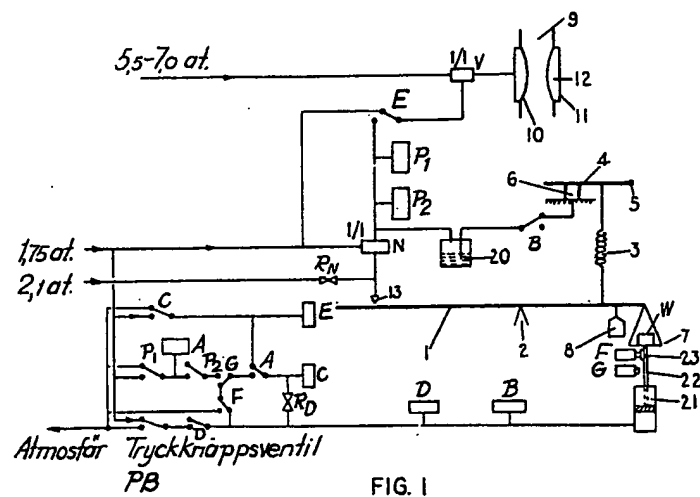 5,5-7,0 at.
1/1
V
9
12
10
11
E
P1
P2
4
6
5
1/1
N
B
20
3
1,75 at.
2,1 at.
RN
13
C
E
1
2
8
W
7
F
23
G
22
21
P1
A
P2
G
A
C
F
RD
D
B
D
Atmosfär Tryckknappsventil
PB
FIG. 1